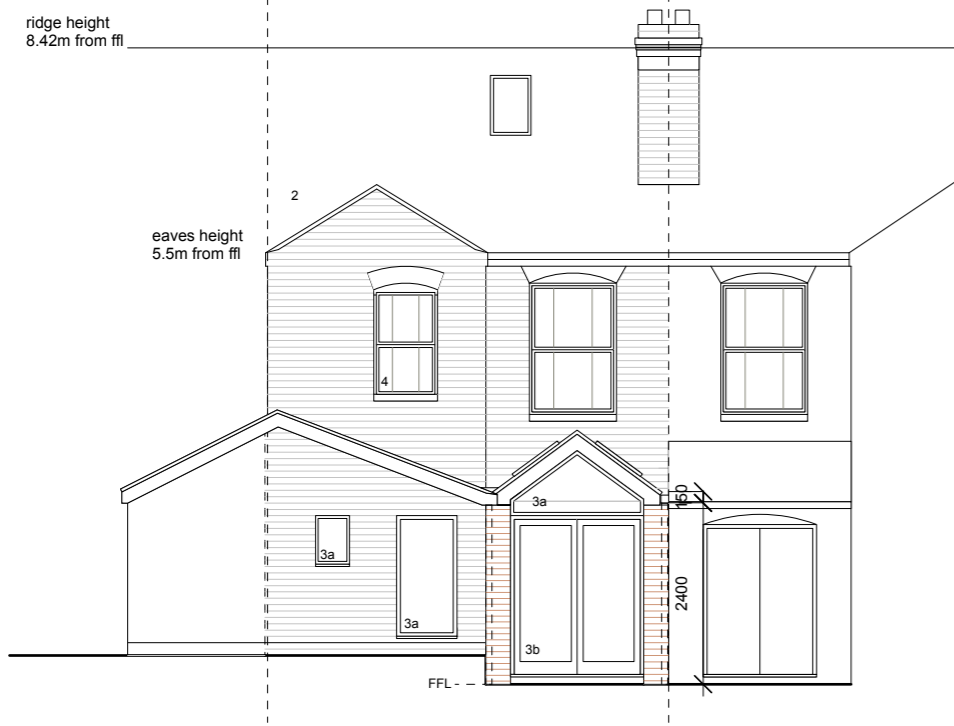 ridge height
8.42m from ffl
2
eaves height
5.5m from ffl
4
3a
150
3a
3a
2400
3b
FFL